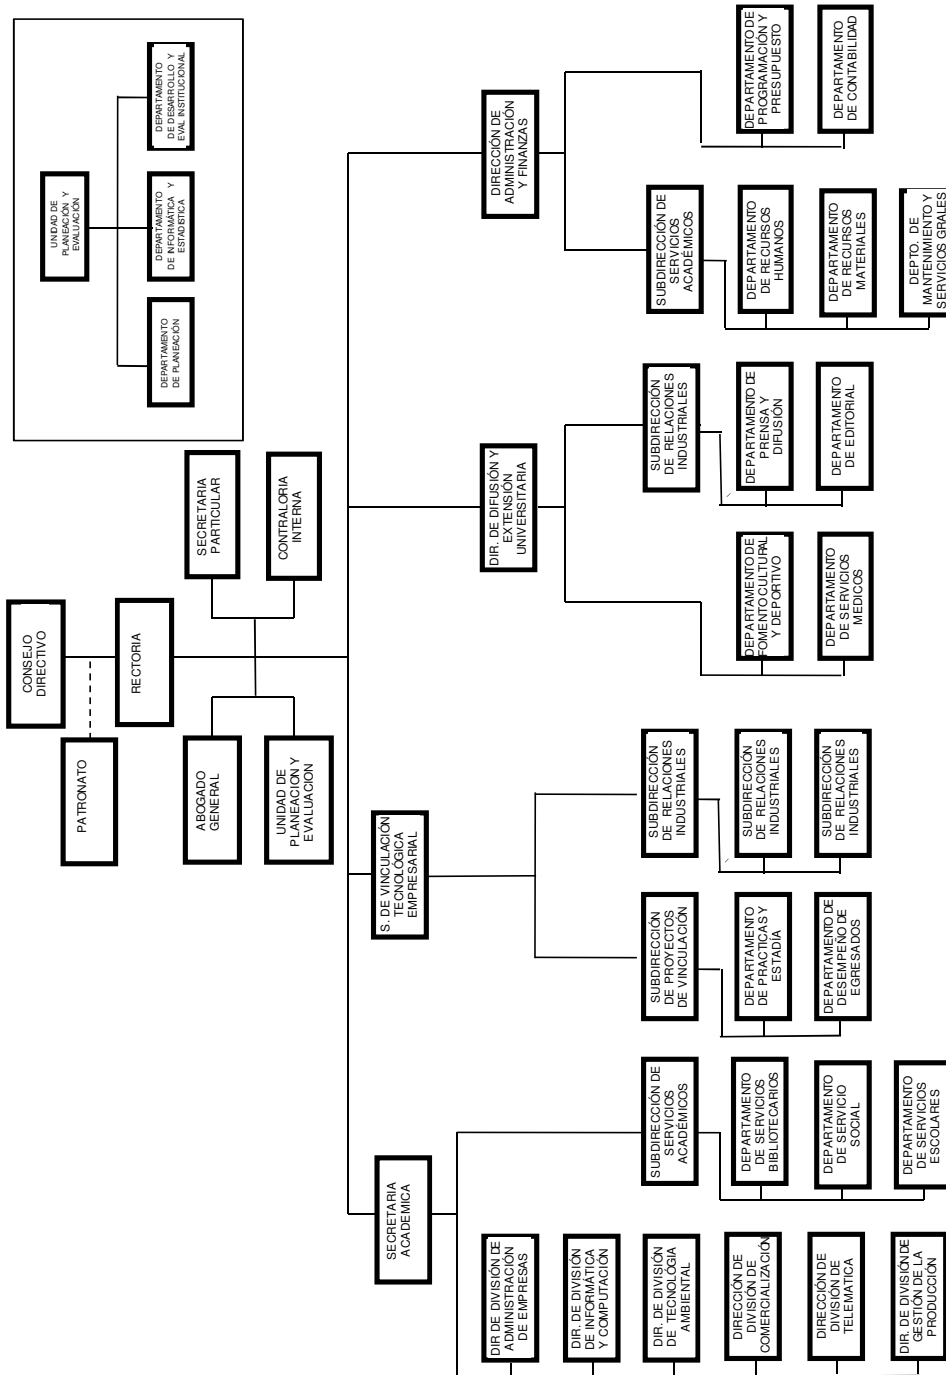 CONSEJO
DIRECTIVO
PATRONATO
RECTORIA
ABOGADO
GENERAL
SECRETARIA
PARTICULAR
UNIDAD DE
PLANEACION Y
EVALUACION
CONTRALORIA
INTERNA
UNIDAD DE
PLANEACIÓN Y
EVALUACIÓN
DEPARTAMENTO
DE PLANEACIÓN
DEPARTAMENTO
DE INFORMÁTICA Y
ESTADÍSTICA
DEPARTAMENTO
DE DESARROLLO Y
EVAL INSTITUCIONAL
SECRETARIA
ACADEMICA
DIR DE DIVISIÓN DE
ADMINISTRACIÓN
DE EMPRESAS
DIR. DE DIVISIÓN
DE INFORMÁTICA
Y COMPUTACIÓN
DIR. DE DIVISIÓN
DE TECNOLOGIA
AMBIENTAL
DIRECCIÓN DE
DIVISIÓN DE
COMERCIALIZACIÓN
DIRECCIÓN DE
DIVISIÓN DE
TELEMATICA
DIR. DE DIVISIÓN DE
GESTIÓN DE LA
PRODUCCIÓN
SUBDIRECCIÓN DE
SERVICIOS
ACADÉMICOS
DEPARTAMENTO
DE SERVICIOS
BIBLIOTECARIOS
DEPARTAMENTO
DE SERVICIO
SOCIAL
DEPARTAMENTO
DE SERVICIOS
ESCOLARES
S. DE VINCULACIÓN
TECNOLÓGICA
EMPRESARIAL
SUBDIRECCIÓN
DE PROYECTOS
DE VINCULACIÓN
DEPARTAMENTO
DE PRACTICAS Y
ESTADÍA
DEPARTAMENTO DE
DESEMPEÑO DE
EGRESADOS
SUBDIRECCIÓN
DE RELACIONES
INDUSTRIALES
SUBDIRECCIÓN
DE RELACIONES
INDUSTRIALES
SUBDIRECCIÓN
DE RELACIONES
INDUSTRIALES
DIR. DE DIFUSIÓN Y
EXTENSIÓN
UNIVERSITARIA
DEPARTAMENTO DE
FOMENTO CULTURAL
Y DEPORTIVO
DEPARTAMENTO
DE SERVICIOS
MEDICOS
SUBDIRECCIÓN
DE RELACIONES
INDUSTRIALES
DEPARTAMENTO DE
PRENSA Y
DIFUSIÓN
DEPARTAMENTO
DE EDITORIAL
DIRECCIÓN DE
ADMINISTRACIÓN
Y FINANZAS
SUBDIRECCIÓN DE
SERVICIOS
ACADÉMICOS
DEPARTAMENTO
DE RECURSOS
HUMANOS
DEPARTAMENTO
DE RECURSOS
MATERIALES
DEPTO. DE
MANTENIMIENTO Y
SERVICIOS GRALES
DEPARTAMENTO DE
PROGRAMACIÓN Y
PRESUPUESTO
DEPARTAMENTO
DE CONTABILIDAD